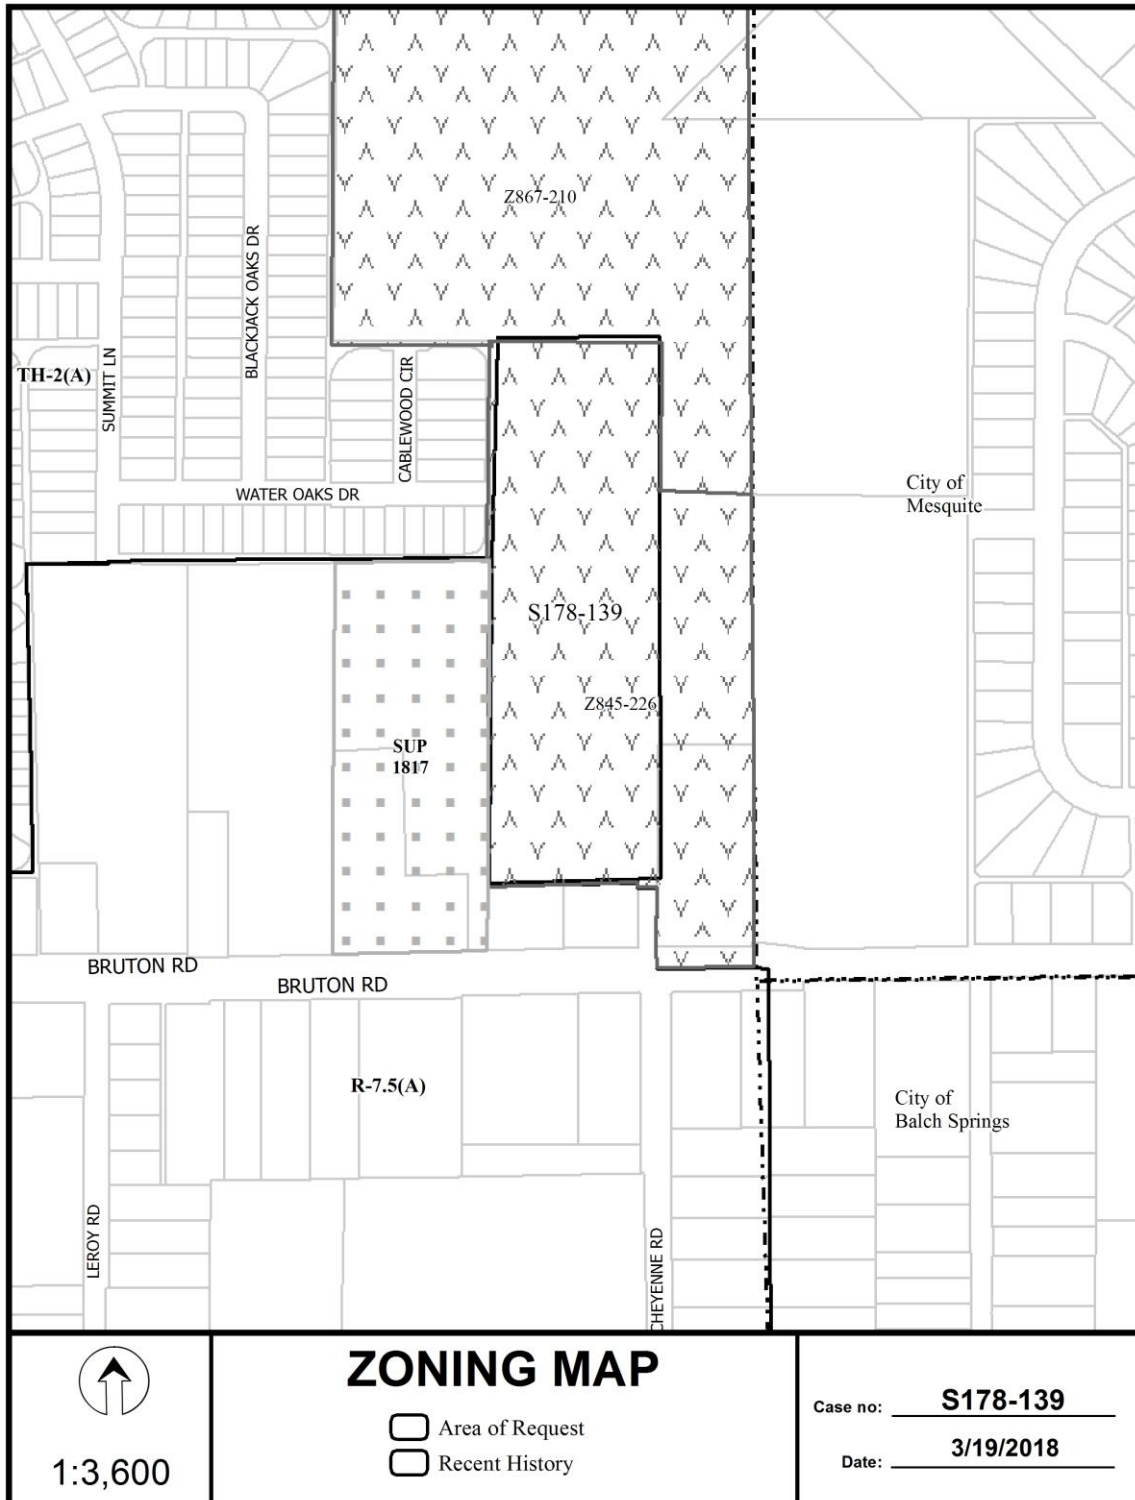 Z867-210
BLACKJACK OAKS DR
TH-2(A)
SUMMIT LN
CABLEWOOD CIR
WATER OAKS DR
City of
Mesquite
S178-139
Z845-226
SUP
1817
BRUTON RD
BRUTON RD
R-7.5(A)
City of
Balch Springs
LEROY RD
CHEYENNE RD
1:3,600
ZONING MAP
Area of Request
Recent History
Case no: S178-139
Date: 3/19/2018